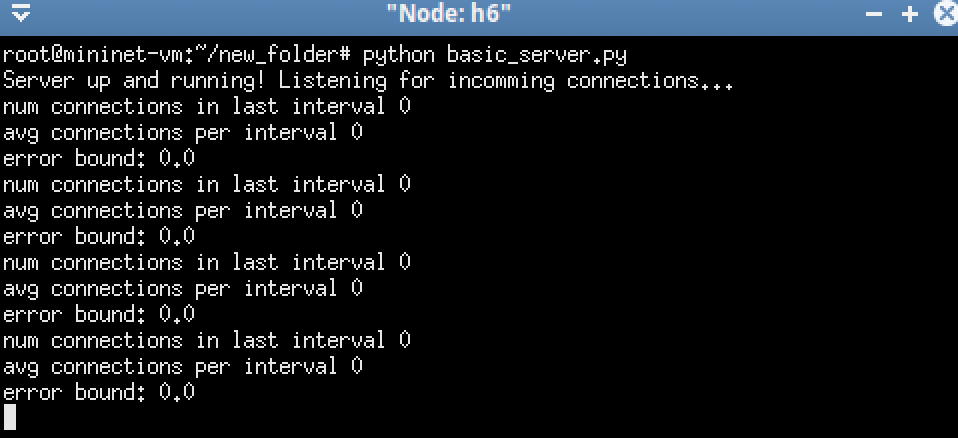 "Node: h6"
root@mininet-vm:~/new_folder# python basic_server.py
Server up and running! Listening for incomming connections...
num connections in last interval 0
avg connections per interval 0
error bound: 0.0
num connections in last interval 0
avg connections per interval 0
error bound: 0.0
num connections in last interval 0
avg connections per interval 0
error bound: 0.0
num connections in last interval 0
avg connections per interval 0
error bound: 0.0